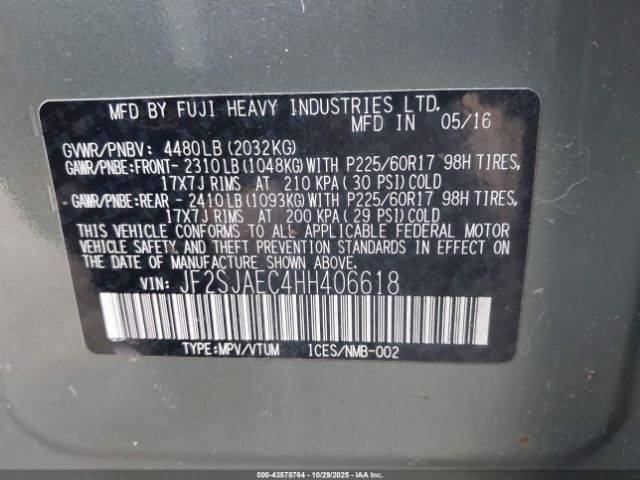 MFD BY FUJI HEAVY INDUSTRIES LTD.
MFD IN 05/16
GVWR/PNBV: 4480LB (2032KG)
GAWR/PNBE:FRONT- 2310LB (1048KG) WITH P225/60R17 98H TIRES,
17X7J RIMS AT 210 KPA ( 30 PSI) COLD
GAWR/PNBE:REAR - 2410LB (1093KG) WITH P225/60R17 98H TIRES,
17X7J RIMS AT 200 KPA ( 29 PSI) COLD
THIS VEHICLE CONFORMS TO ALL APPLICABLE FEDERAL MOTOR
VEHICLE SAFETY AND THEFT PREVENTION STANDARDS IN EFFECT
ON THE DATE OF MANUFACTURE SHOWN ABOVE.
VIN: JF2SJAEC4HH406618
TYPE:MPV/VTUM ICES/NMB-002
000-43578764 - 10/29/2025 - IAAI.COM